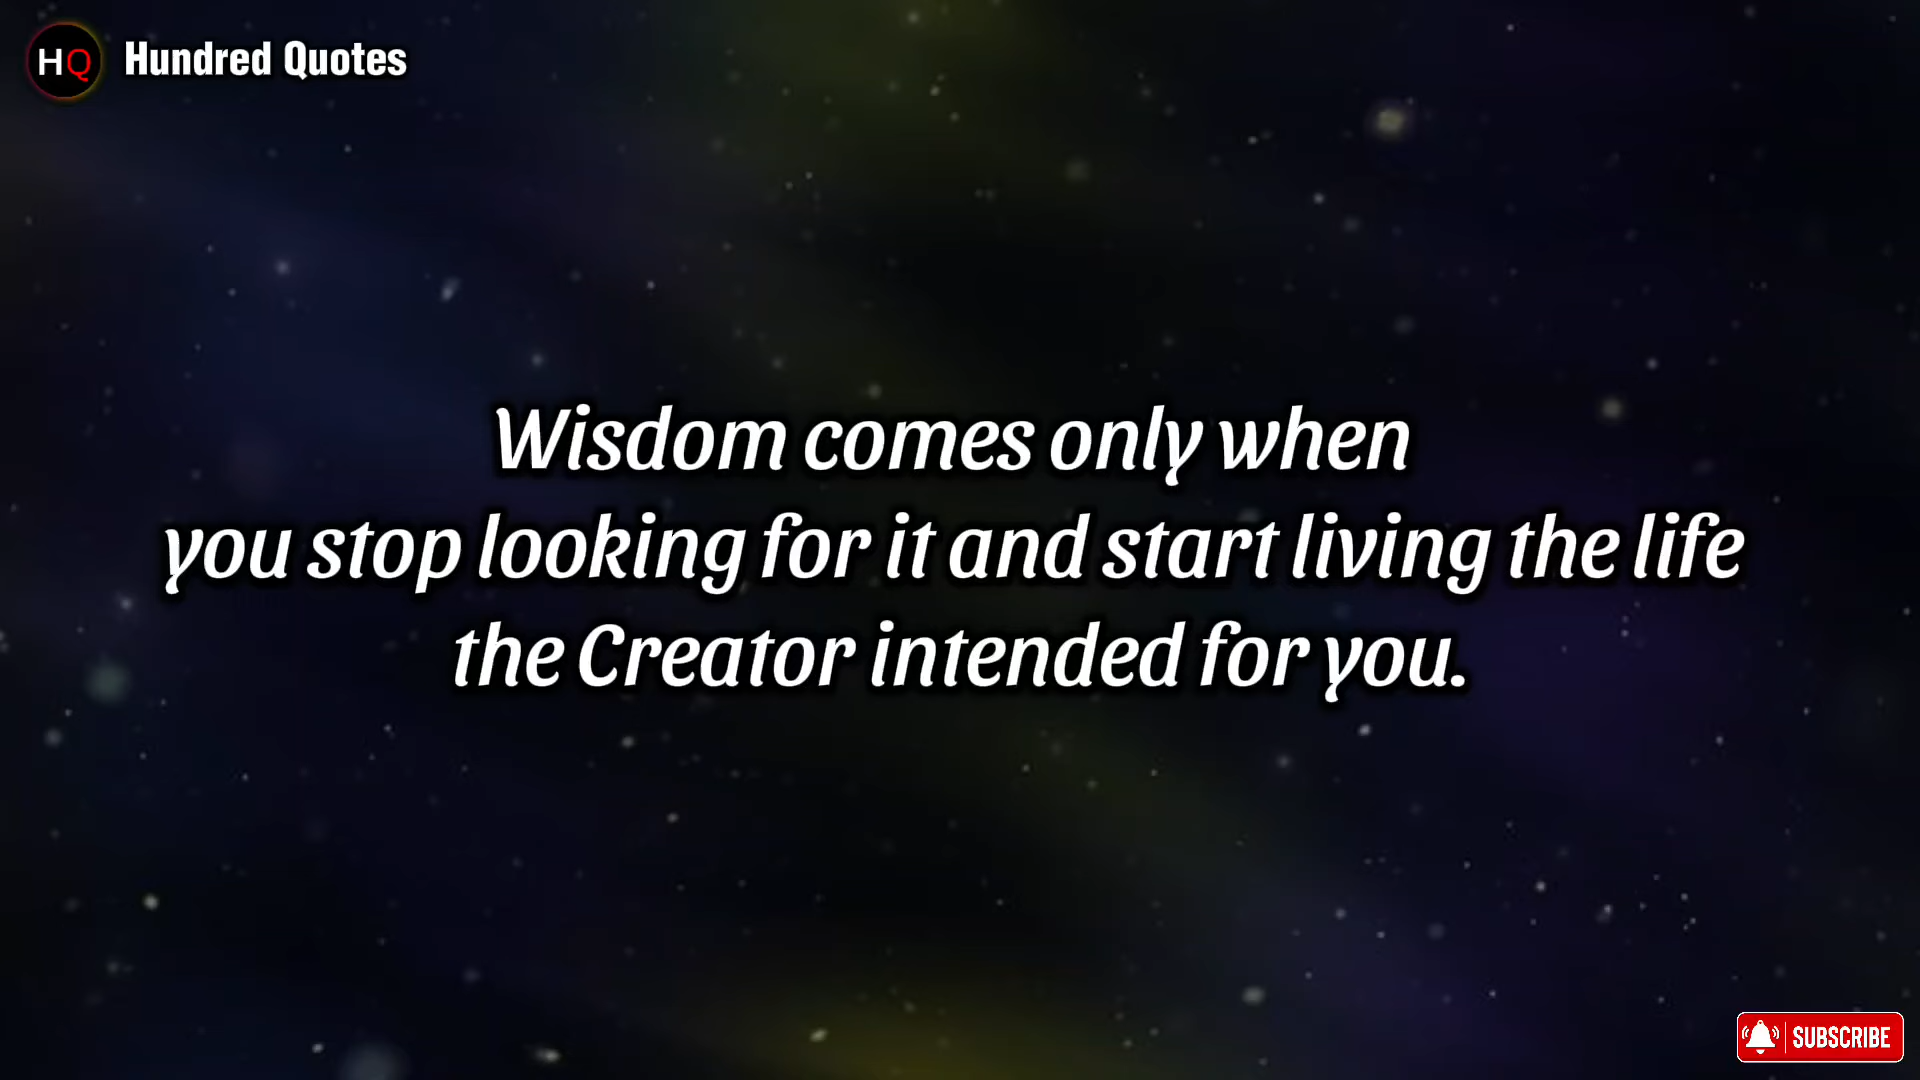 HQ Hundred Quotes
Wisdom comes only when
you stop looking for it and start living the life
the Creator intended for you.
SUBSCRIBE